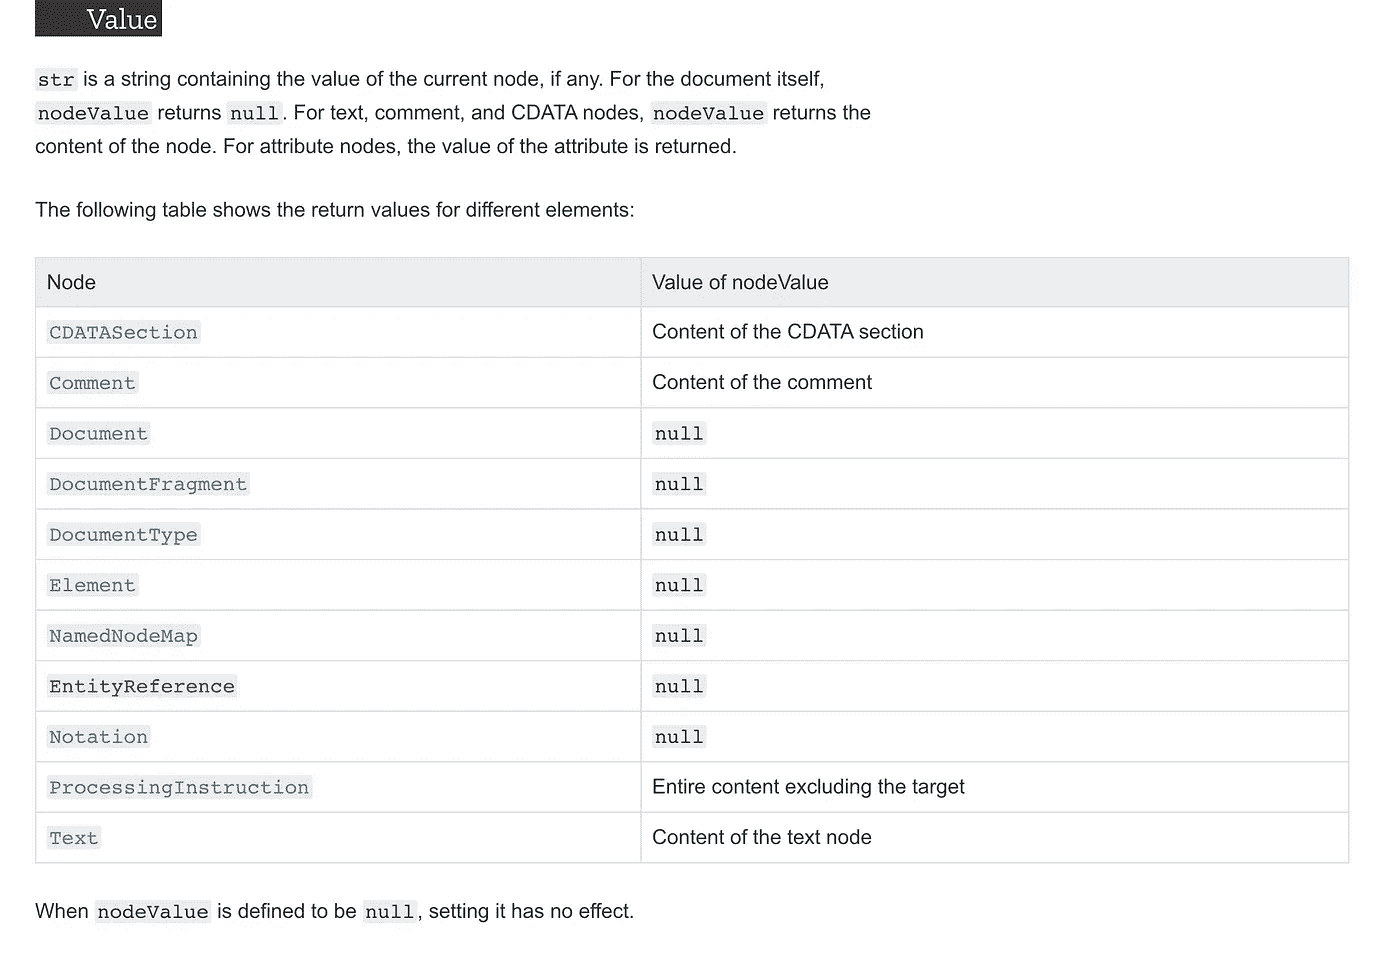 Value
str is a string containing the value of the current node, if any. For the document itself,
nodeValue returns null. For text, comment, and CDATA nodes, nodeValue returns the
content of the node. For attribute nodes, the value of the attribute is returned.
The following table shows the return values for different elements:
Node Value of nodeValue
CDATASection Content of the CDATA section
Comment Content of the comment
Document null
DocumentFragment null
DocumentType null
Element null
NamedNodeMap null
EntityReference null
Notation null
ProcessingInstruction Entire content excluding the target
Text Content of the text node
When nodeValue is defined to be null, setting it has no effect.